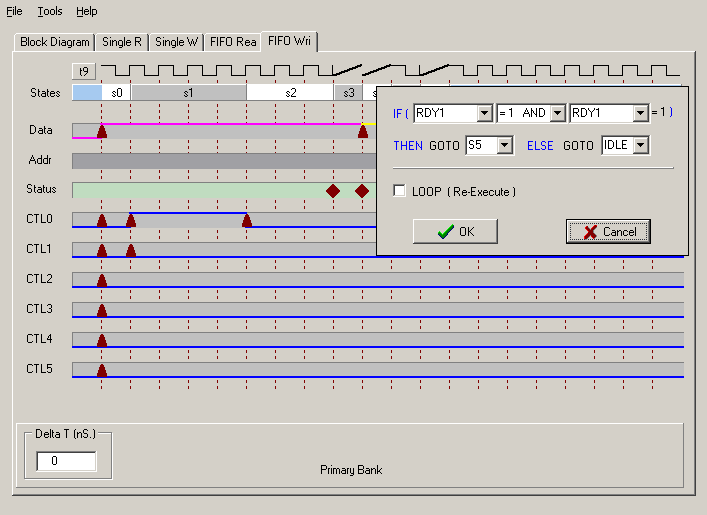 File Tools Help
Block Diagram Single R Single W FIFO Rea FIFO Wri
t9
States s0 s1 s2 s3 s
Data
Addr
Status
CTL0
CTL1
CTL2
CTL3
CTL4
CTL5
IF ( RDY1 = 1 AND RDY1 = 1 )
THEN GOTO S5 ELSE GOTO IDLE
LOOP ( Re-Execute )
OK Cancel
Delta T (nS.)
0
Primary Bank